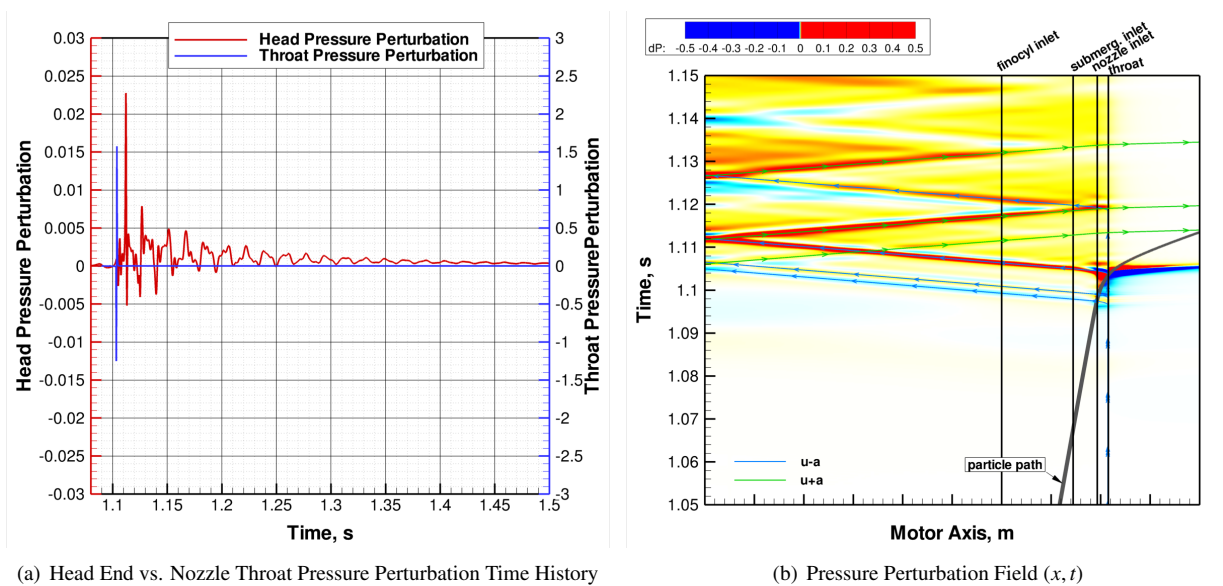 Head Pressure Perturbation
Throat Pressure Perturbation
0.03
0.025
0.02
0.015
0.01
0.005
0
-0.005
-0.01
-0.015
-0.02
-0.025
-0.03
Head Pressure Perturbation
3
2.5
2
1.5
1
0.5
0
-0.5
-1
-1.5
-2
-2.5
-3
Throat PressurePerturbation
1.1 1.15 1.2 1.25 1.3 1.35 1.4 1.45 1.5
Time, s
(a) Head End vs. Nozzle Throat Pressure Perturbation Time History
dP: -0.5 -0.4 -0.3 -0.2 -0.1 0 0.1 0.2 0.3 0.4 0.5
finocyl inlet
submerg. inlet
nozzle inlet
throat
1.15
1.14
1.13
1.12
1.11
1.1
1.09
1.08
1.07
1.06
1.05
Time, s
u-a
u+a
particle path
Motor Axis, m
(b) Pressure Perturbation Field (x, t)